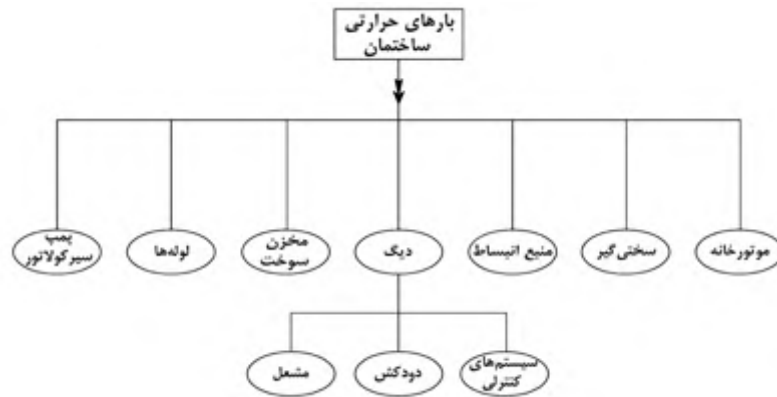 بارهای حرارتی
ساختمان
موتورخانه
سختی‌گیر
منبع انبساط
دیگ
مخزن
سوخت
لوله‌ها
پمپ
سیرکولاتور
سیستم‌های
کنترلی
دودکش
مشعل